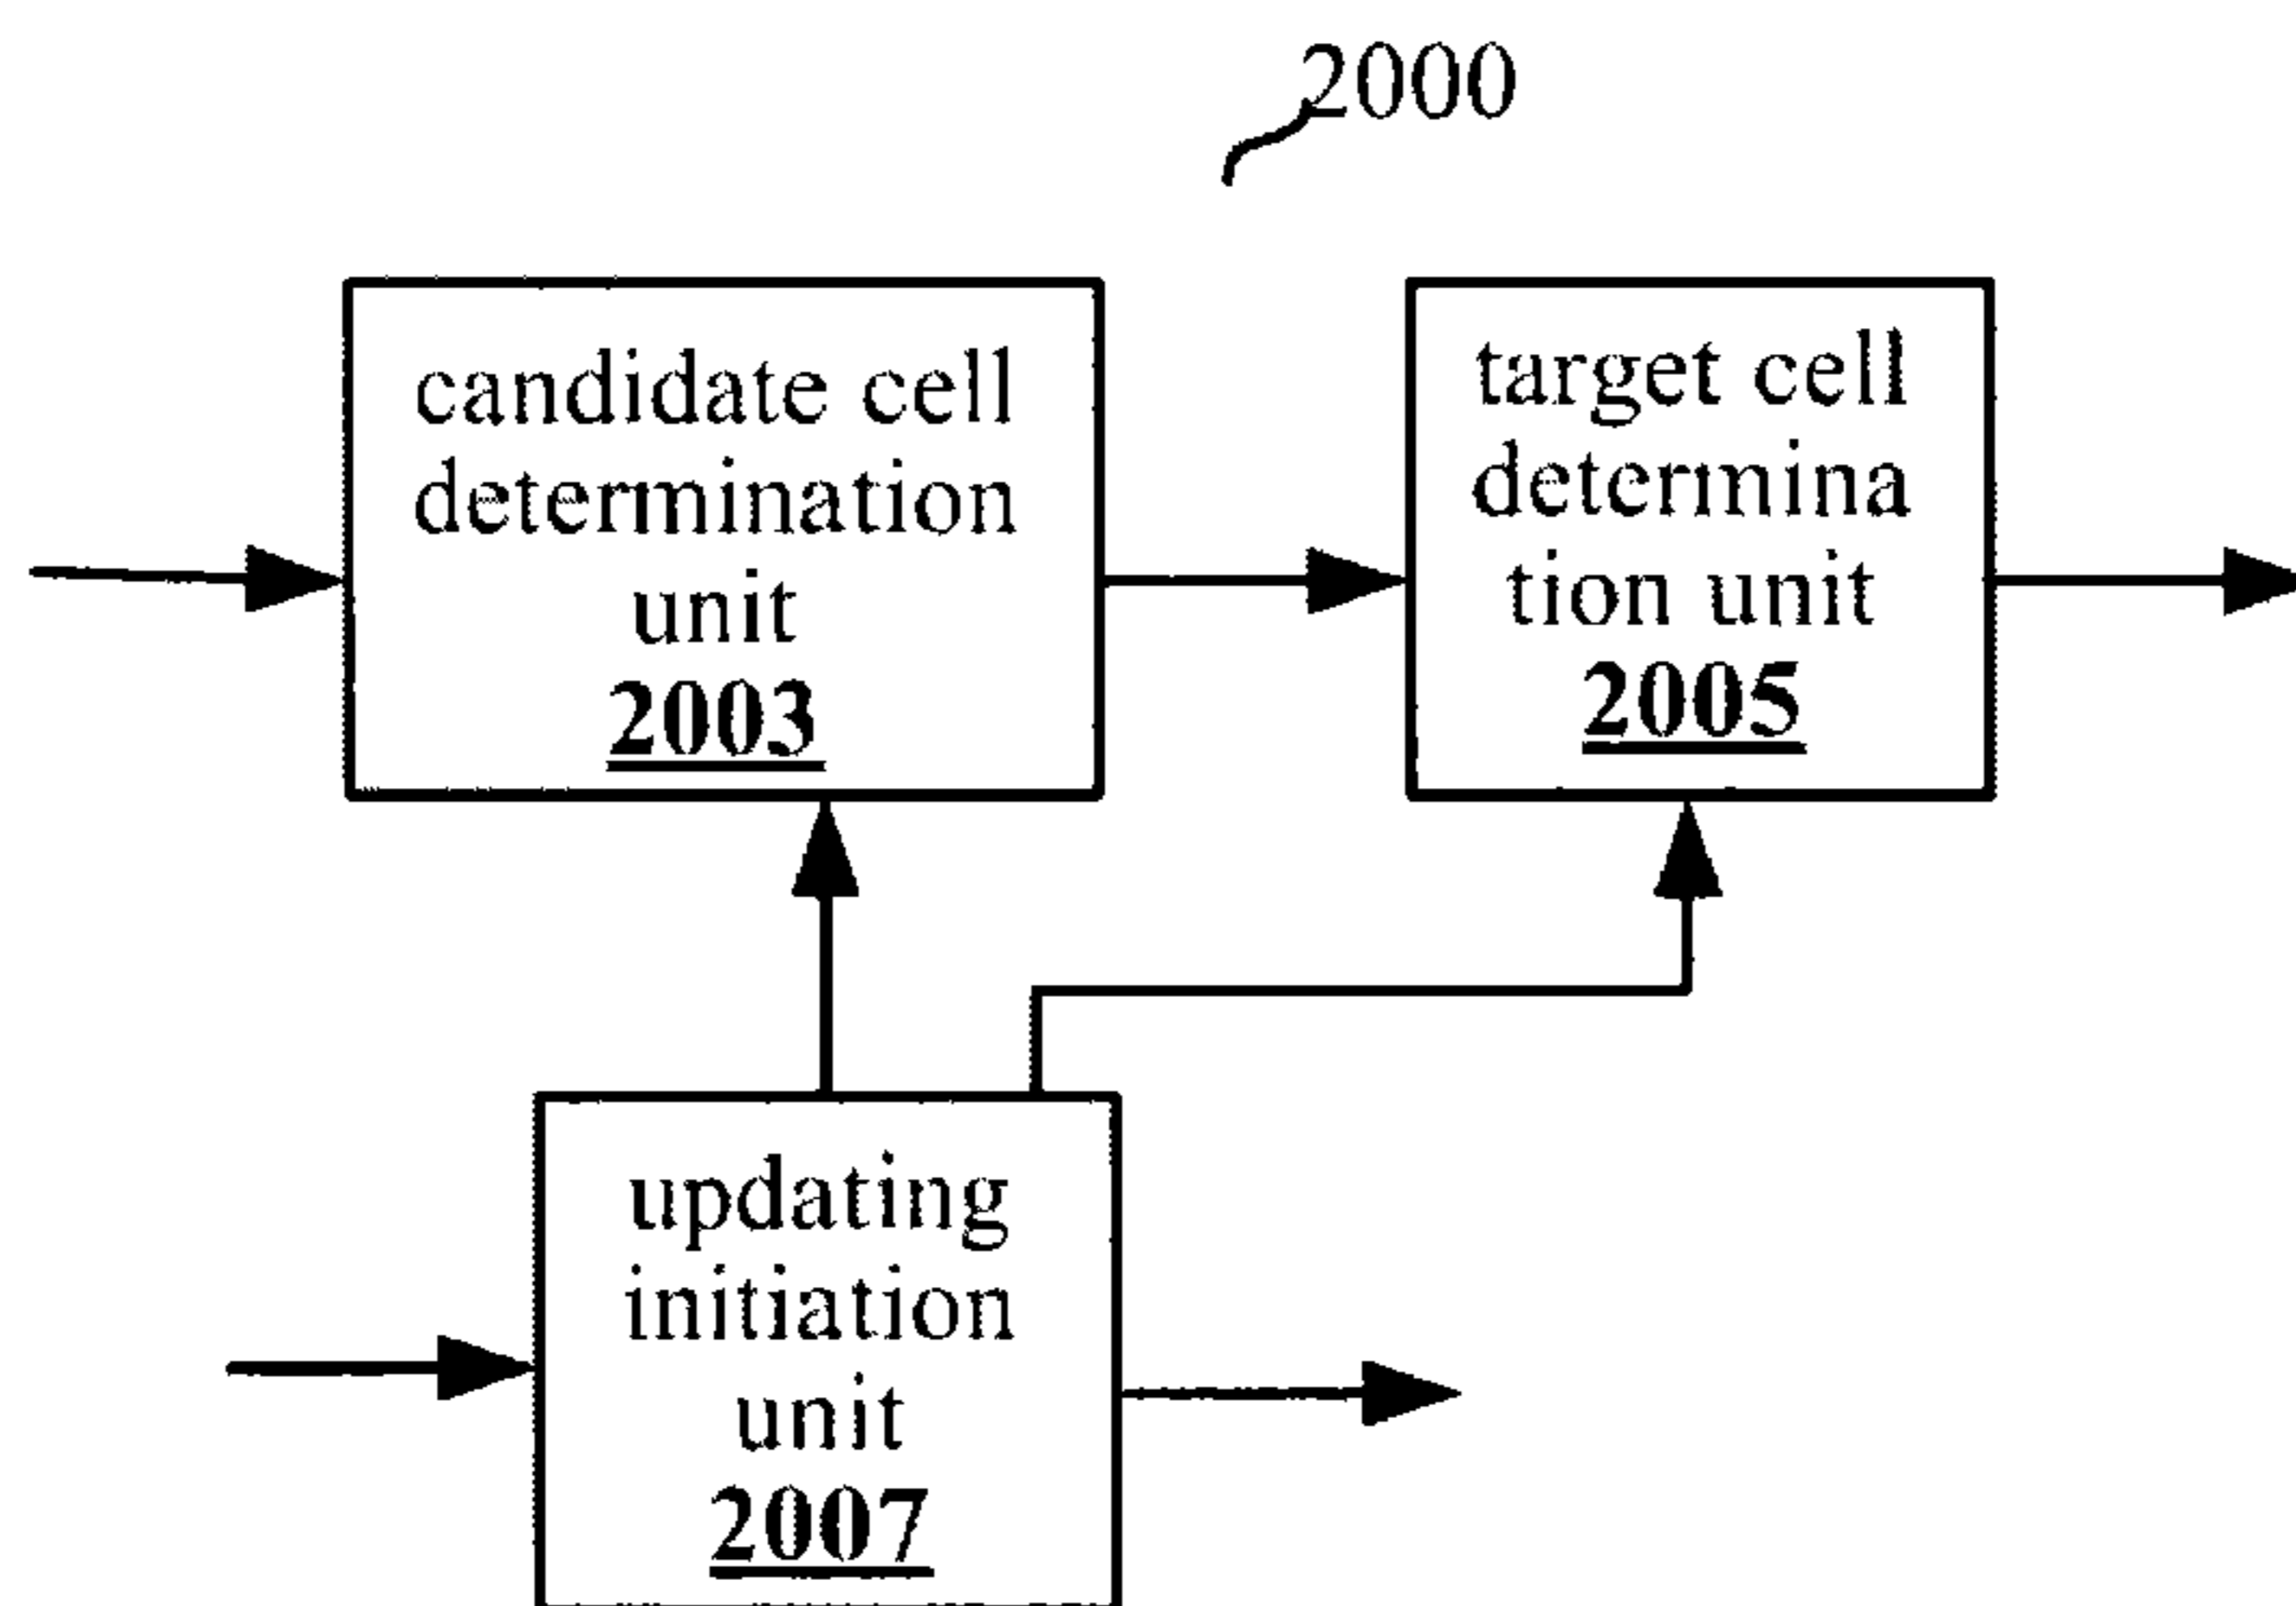 2000
candidate cell
determination
unit
2003
target cell
determina
tion unit
2005
updating
initiation
unit
2007